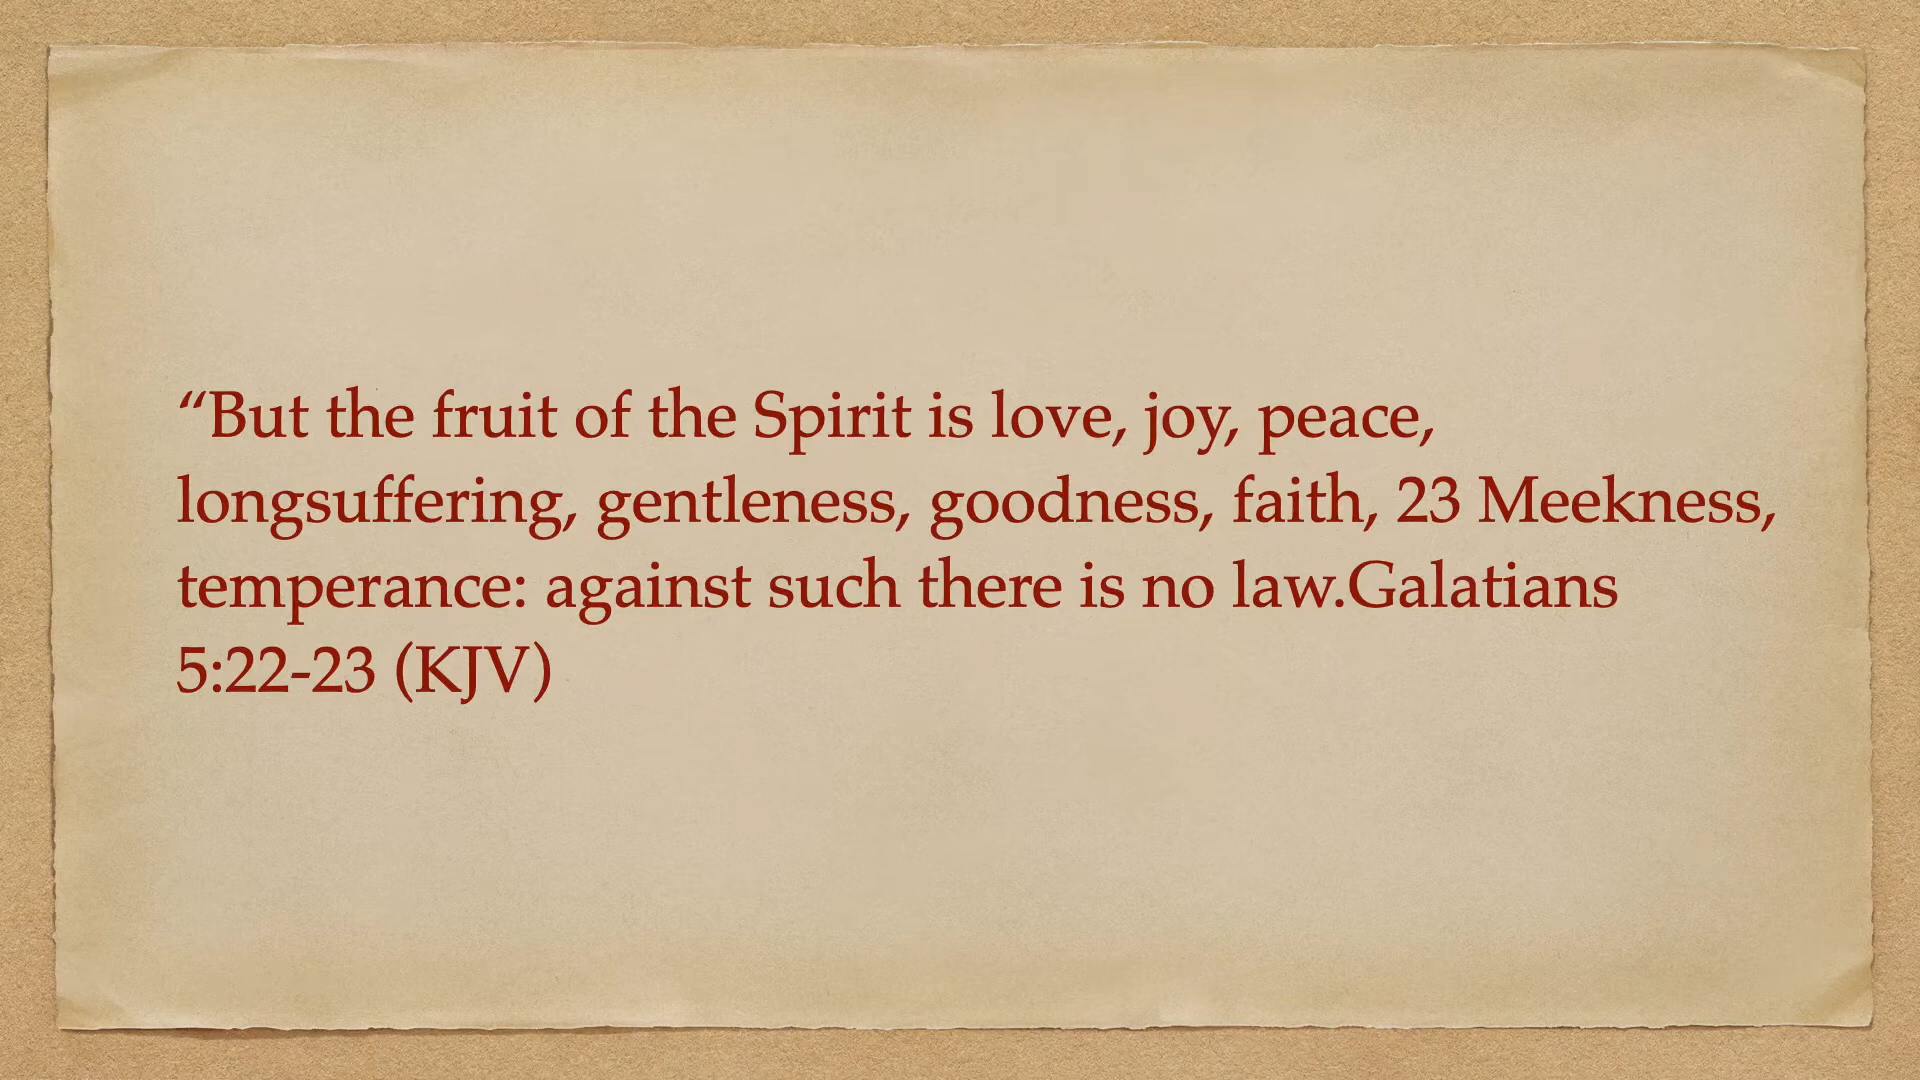 “But the fruit of the Spirit is love, joy, peace,
longsuffering, gentleness, goodness, faith, 23 Meekness,
temperance: against such there is no law.Galatians
5:22-23 (KJV)